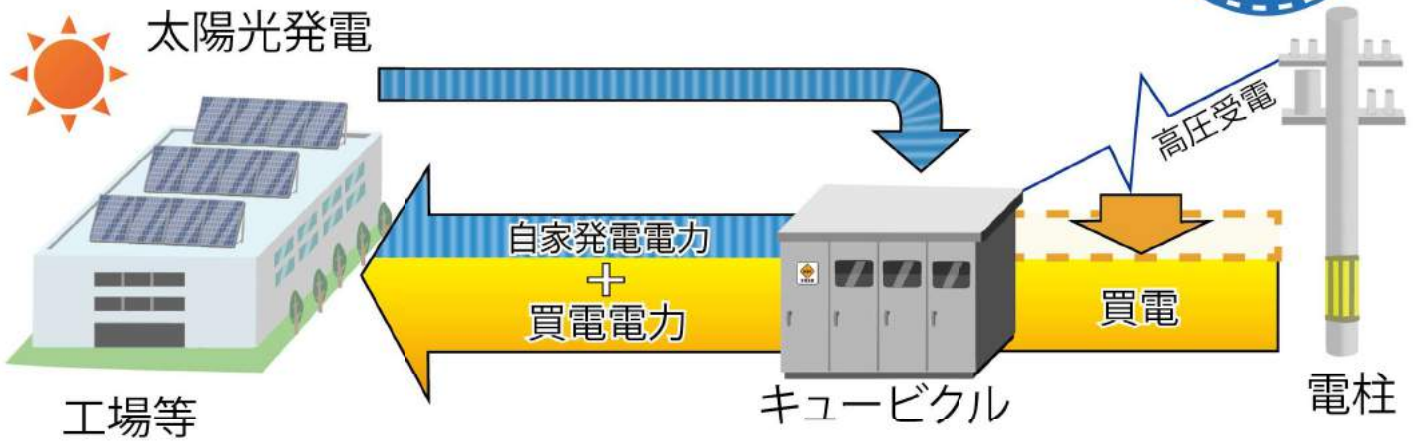 太陽光発電
高圧受電
自家発電電力
＋
買電電力
買電
キュービクル
電柱
工場等